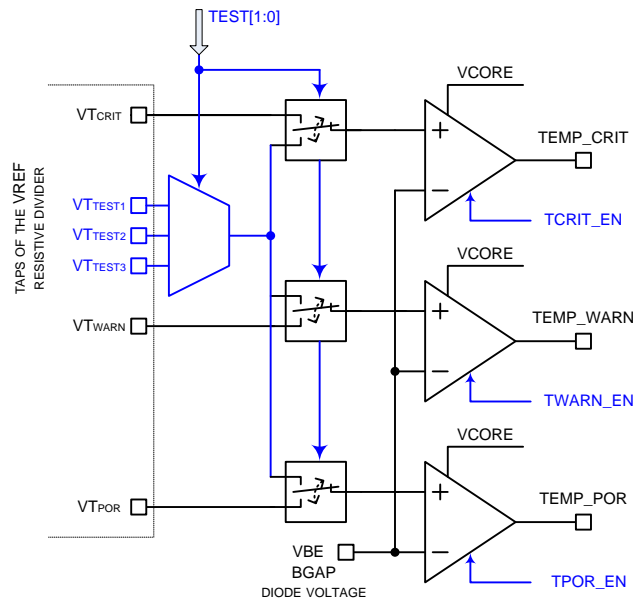 TEST[1:0]
VCORE
VTCRIT
+
TEMP_CRIT
−
TCRIT_EN
TAPS OF THE VREF
RESISTIVE DIVIDER
VTTEST1
VTTEST2
VTTEST3
VCORE
VTWARN
+
TEMP_WARN
−
TWARN_EN
VCORE
VTPOR
+
TEMP_POR
−
TPOR_EN
VBE
BGAP
DIODE VOLTAGE